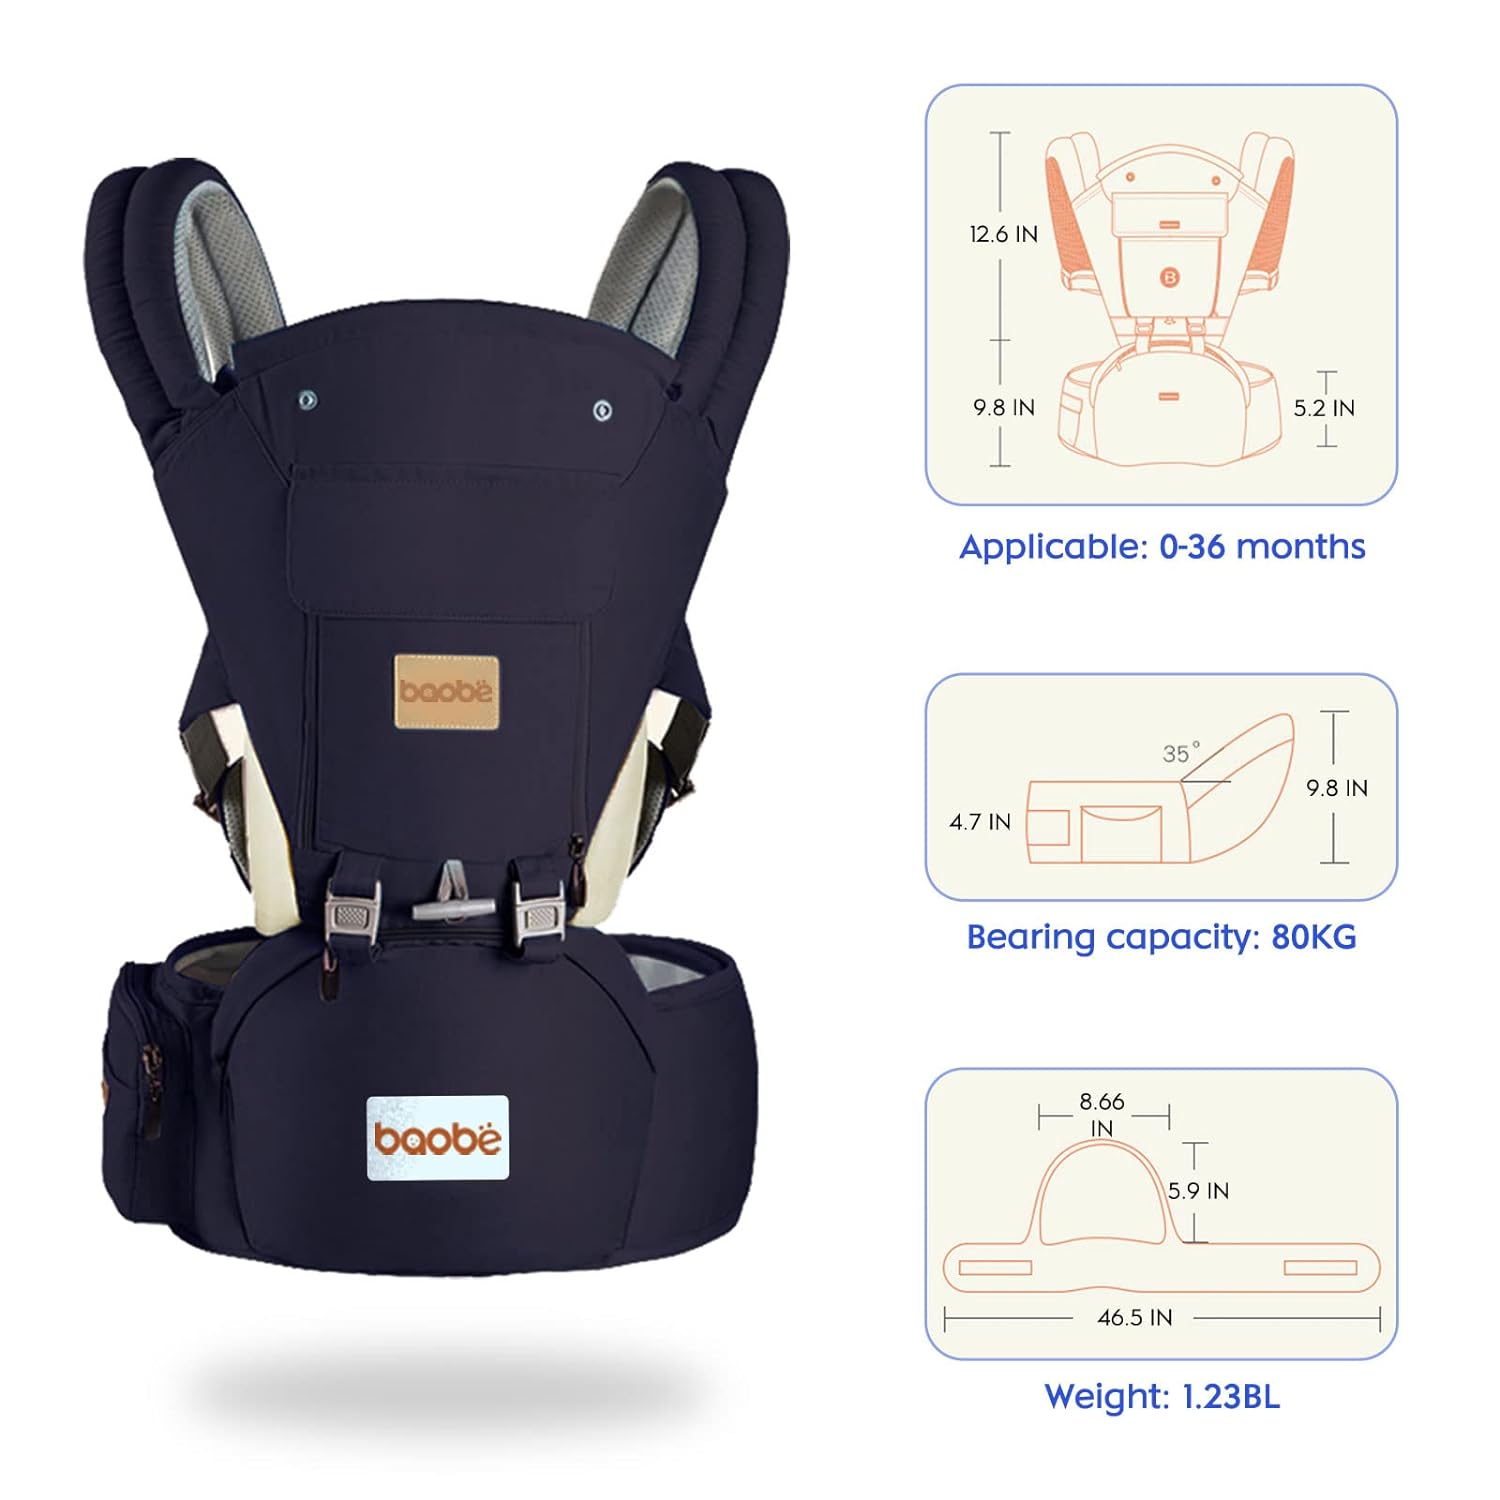 baobë
baobë
12.6 IN
B
9.8 IN
5.2 IN
Applicable: 0-36 months
35°
9.8 IN
4.7 IN
Bearing capacity: 80KG
8.66
IN
5.9 IN
46.5 IN
Weight: 1.23BL